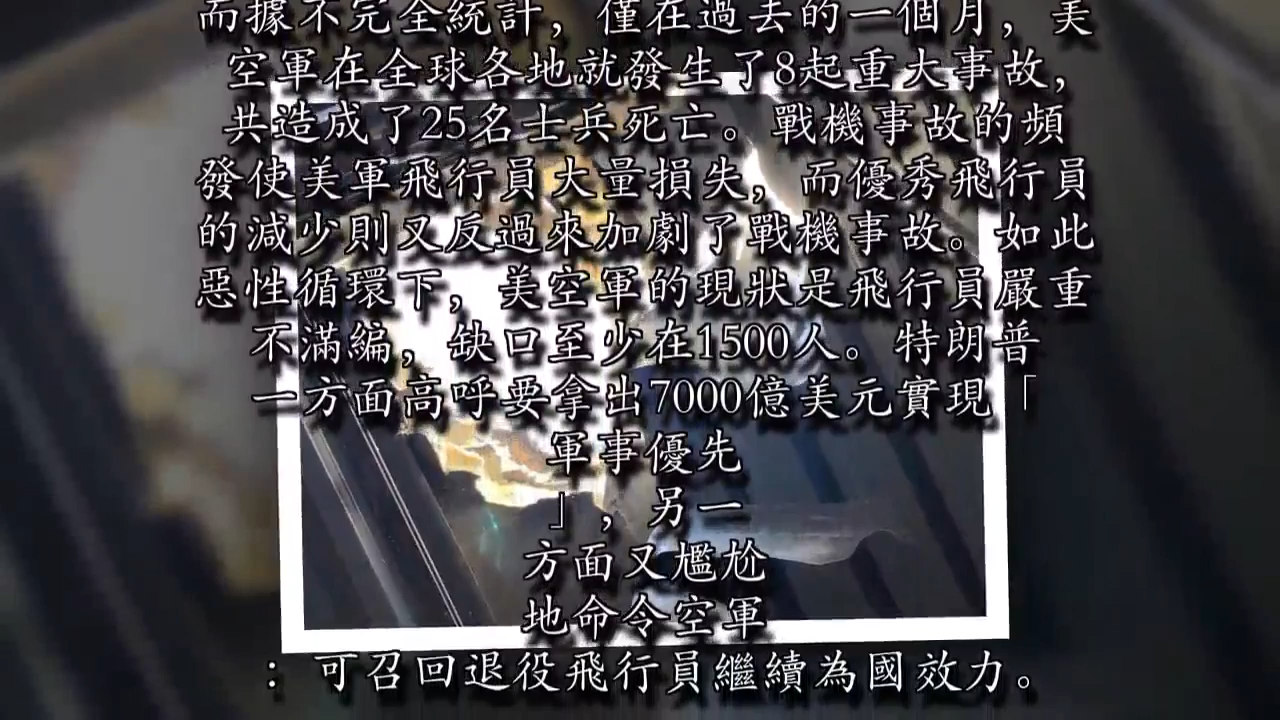 而據不完全統計，僅在過去的一個月，美
空軍在全球各地就發生了8起重大事故，
共造成了25名士兵死亡。戰機事故的頻
發使美軍飛行員大量損失，而優秀飛行員
的減少則又反過來加劇了戰機事故。如此
惡性循環下，美空軍的現狀是飛行員嚴重
不滿編，缺口至少在1500人。特朗普
一方面高呼要拿出7000億美元實現「
軍事優先
」，另一
方面又尷尬
地命令空軍
：可召回退役飛行員繼續為國效力。